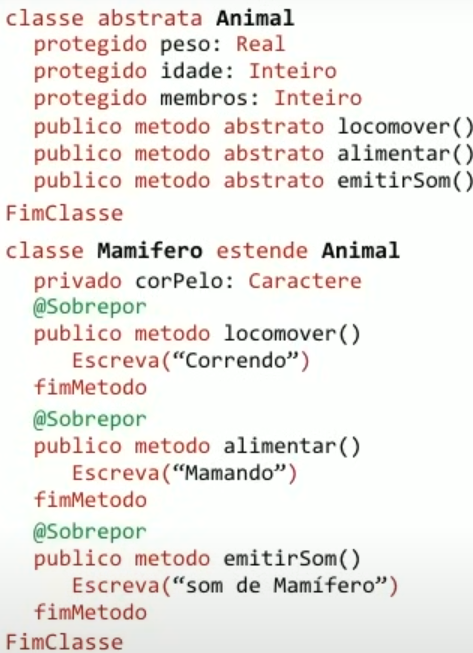 classe abstrata Animal
protegido peso: Real
protegido idade: Inteiro
protegido membros: Inteiro
publico metodo abstrato locomover()
publico metodo abstrato alimentar()
publico metodo abstrato emitirSom()
FimClasse
classe Mamifero estende Animal
privado corPelo: Caractere
@Sobrepor
publico metodo locomover()
Escreva(“Correndo”)
fimMetodo
@Sobrepor
publico metodo alimentar()
Escreva(“Mamando”)
fimMetodo
@Sobrepor
publico metodo emitirSom()
Escreva(“som de Mamífero”)
fimMetodo
FimClasse